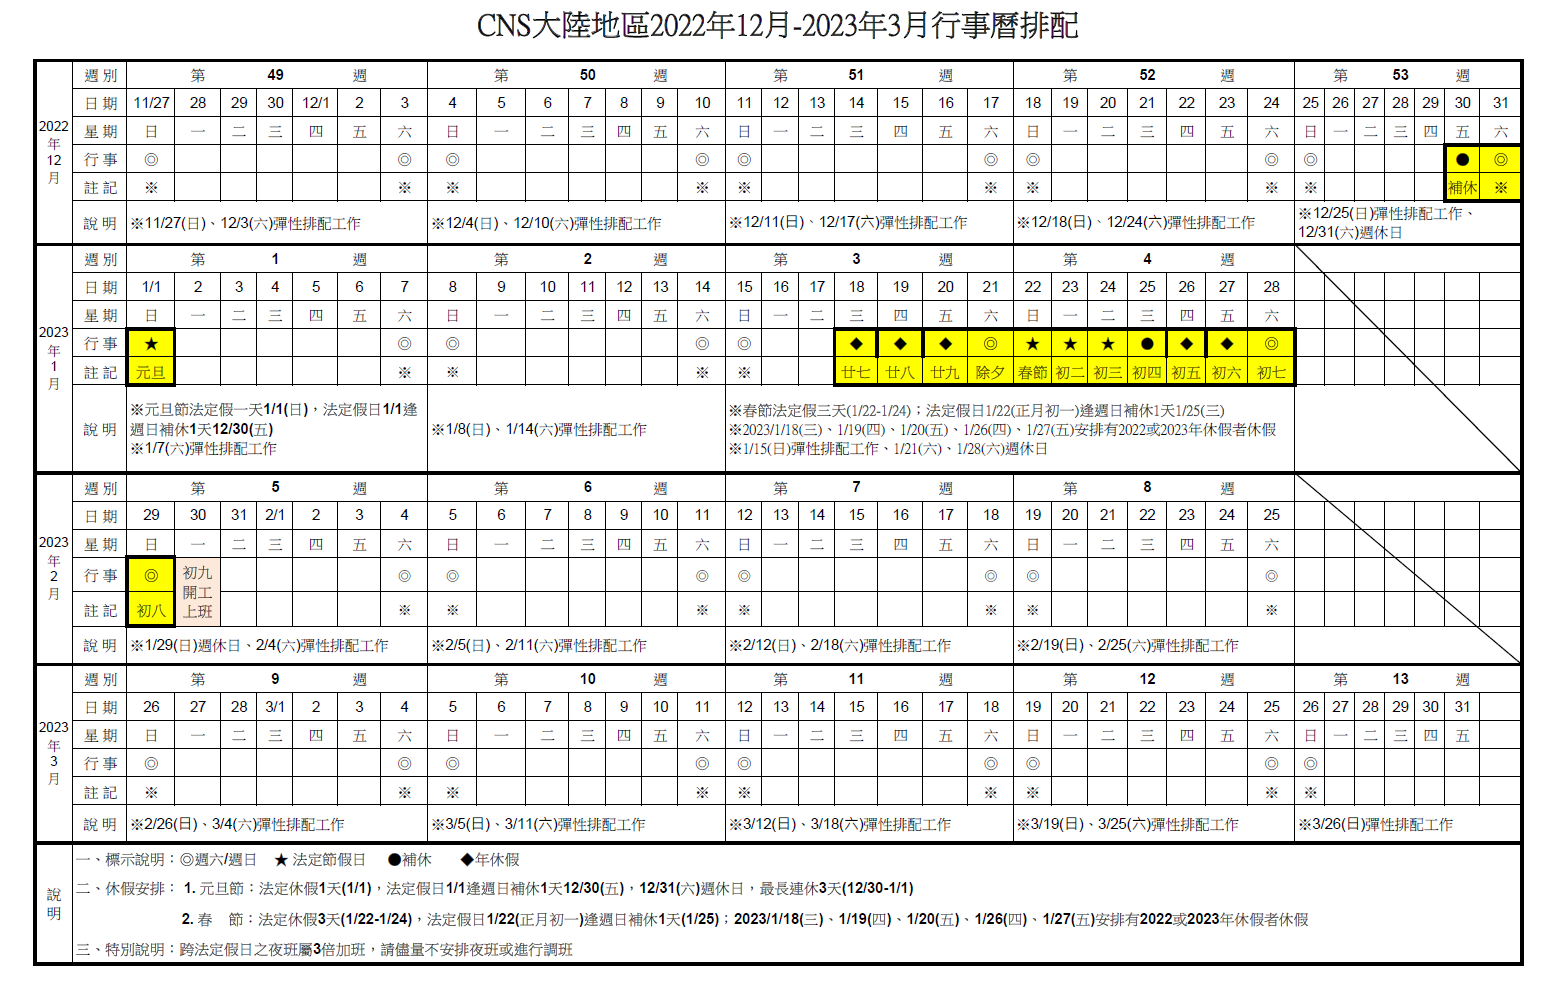 CNS大陸地區2022年12月-2023年3月行事曆排配
2022年12月
週別 第 49 週 第 50 週 第 51 週 第 52 週 第 53 週
日期 11/27 28 29 30 12/1 2 3 4 5 6 7 8 9 10 11 12 13 14 15 16 17 18 19 20 21 22 23 24 25 26 27 28 29 30 31
星期 日 一 二 三 四 五 六 日 一 二 三 四 五 六 日 一 二 三 四 五 六 日 一 二 三 四 五 六 日 一 二 三 四 五 六
行事 ◎ ◎ ◎ ◎ ◎ ◎ ◎ ◎ ◎ ● ◎
註記 ※ ※ ※ ※ ※ ※ ※ ※ ※ 補休 ※
說明 ※11/27(日)、12/3(六)彈性排配工作 ※12/4(日)、12/10(六)彈性排配工作 ※12/11(日)、12/17(六)彈性排配工作 ※12/18(日)、12/24(六)彈性排配工作 ※12/25(日)彈性排配工作、
12/31(六)週休日
2023年1月
週別 第 1 週 第 2 週 第 3 週 第 4 週
日期 1/1 2 3 4 5 6 7 8 9 10 11 12 13 14 15 16 17 18 19 20 21 22 23 24 25 26 27 28
星期 日 一 二 三 四 五 六 日 一 二 三 四 五 六 日 一 二 三 四 五 六 日 一 二 三 四 五 六
行事 ★ ◎ ◎ ◎ ◎ ◆ ◆ ◆ ◎ ★ ★ ★ ● ◆ ◆ ◎
註記 元旦 ※ ※ ※ ※ 廿七 廿八 廿九 除夕 春節 初二 初三 初四 初五 初六 初七
說明
※元旦節法定假一天1/1(日)，法定假日1/1逢
週日補休1天12/30(五)
※1/7(六)彈性排配工作
※1/8(日)、1/14(六)彈性排配工作
※春節法定假三天(1/22-1/24)；法定假日1/22(正月初一)逢週日補休1天1/25(三)
※2023/1/18(三)、1/19(四)、1/20(五)、1/26(四)、1/27(五)安排有2022或2023年休假者休假
※1/15(日)彈性排配工作、1/21(六)、1/28(六)週休日
2023年2月
週別 第 5 週 第 6 週 第 7 週 第 8 週
日期 29 30 31 2/1 2 3 4 5 6 7 8 9 10 11 12 13 14 15 16 17 18 19 20 21 22 23 24 25
星期 日 一 二 三 四 五 六 日 一 二 三 四 五 六 日 一 二 三 四 五 六 日 一 二 三 四 五 六
行事 ◎ 初九開工上班 ◎ ◎ ◎ ◎ ◎ ◎ ◎
註記 初八 ※ ※ ※ ※ ※ ※ ※
說明 ※1/29(日)週休日、2/4(六)彈性排配工作 ※2/5(日)、2/11(六)彈性排配工作 ※2/12(日)、2/18(六)彈性排配工作 ※2/19(日)、2/25(六)彈性排配工作
2023年3月
週別 第 9 週 第 10 週 第 11 週 第 12 週 第 13 週
日期 26 27 28 3/1 2 3 4 5 6 7 8 9 10 11 12 13 14 15 16 17 18 19 20 21 22 23 24 25 26 27 28 29 30 31
星期 日 一 二 三 四 五 六 日 一 二 三 四 五 六 日 一 二 三 四 五 六 日 一 二 三 四 五 六 日 一 二 三 四 五
行事 ◎ ◎ ◎ ◎ ◎ ◎ ◎ ◎ ◎
註記 ※ ※ ※ ※ ※ ※ ※ ※ ※
說明 ※2/26(日)、3/4(六)彈性排配工作 ※3/5(日)、3/11(六)彈性排配工作 ※3/12(日)、3/18(六)彈性排配工作 ※3/19(日)、3/25(六)彈性排配工作 ※3/26(日)彈性排配工作
說明
一、標示說明：◎週六/週日 ★法定節假日 ●補休 ◆年休假
二、休假安排：1. 元旦節：法定休假1天(1/1)，法定假日1/1逢週日補休1天12/30(五)，12/31(六)週休日，最長連休3天(12/30-1/1)
2. 春 節：法定休假3天(1/22-1/24)，法定假日1/22(正月初一)逢週日補休1天(1/25)；2023/1/18(三)、1/19(四)、1/20(五)、1/26(四)、1/27(五)安排有2022或2023年休假者休假
三、特別說明：跨法定假日之夜班屬3倍加班，請儘量不安排夜班或進行調班